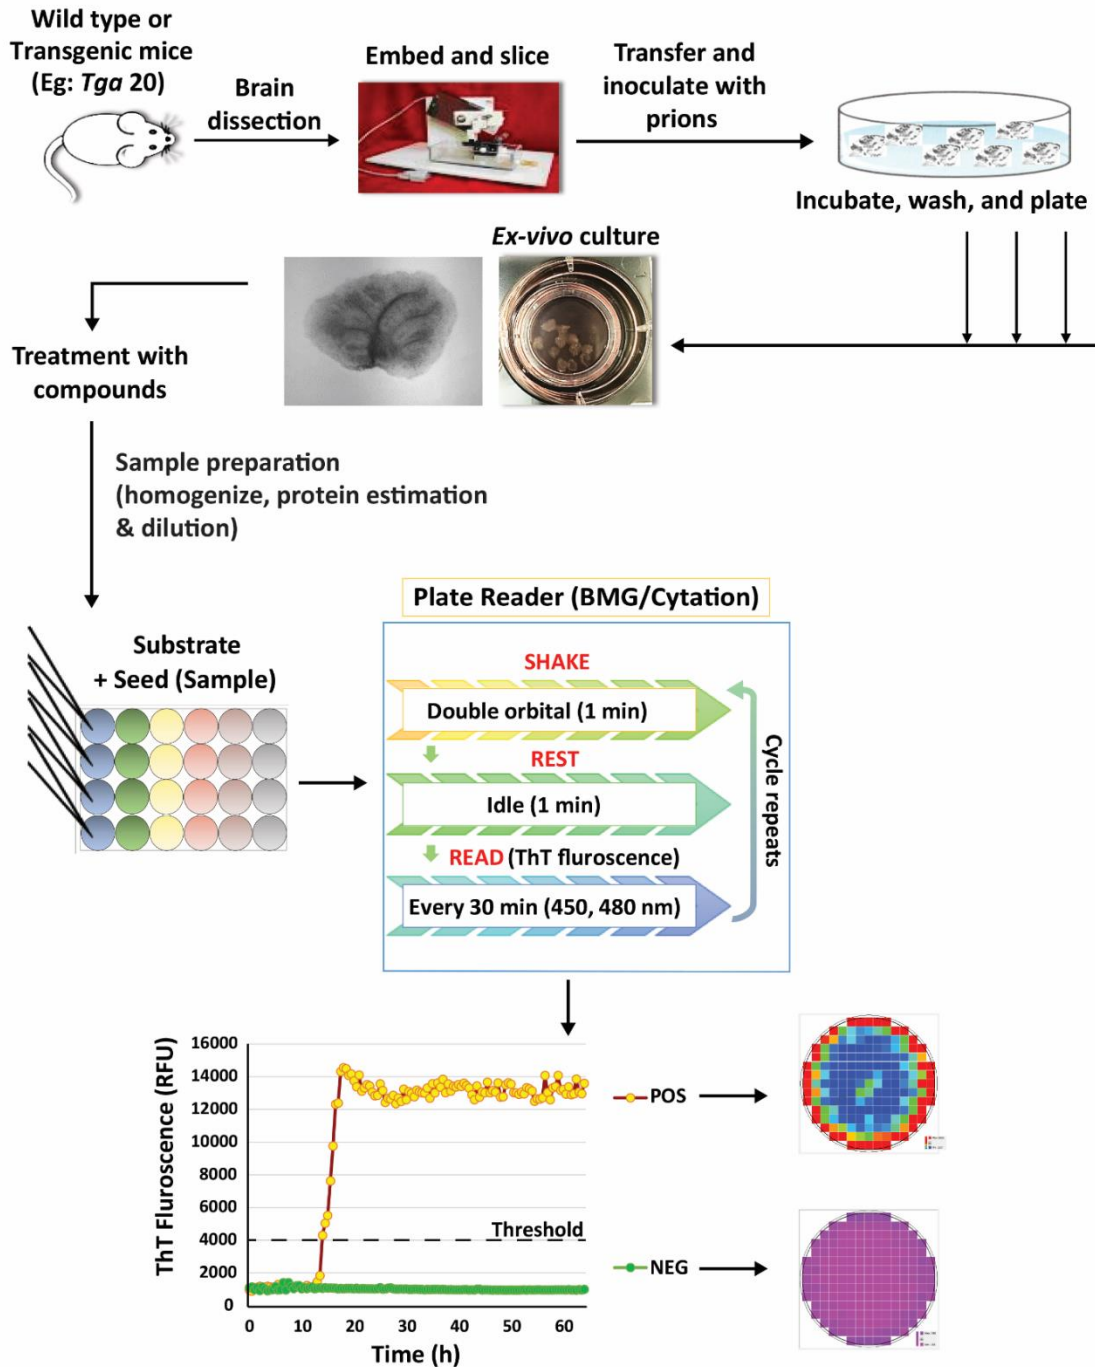 Wild type or
Transgenic mice
(Eg: Tga 20)
Brain
dissection
Embed and slice
Transfer and
inoculate with
prions
Incubate, wash, and plate
Ex-vivo culture
Treatment with
compounds
Sample preparation
(homogenize, protein estimation
& dilution)
Substrate
+ Seed (Sample)
Plate Reader (BMG/Cytation)
SHAKE
Double orbital (1 min)
REST
Idle (1 min)
READ (ThT fluroscence)
Every 30 min (450, 480 nm)
Cycle repeats
ThT Fluroscence (RFU)
16000
14000
12000
10000
8000
6000
4000
2000
0
Threshold
0
10
20
30
40
50
60
Time (h)
POS
NEG